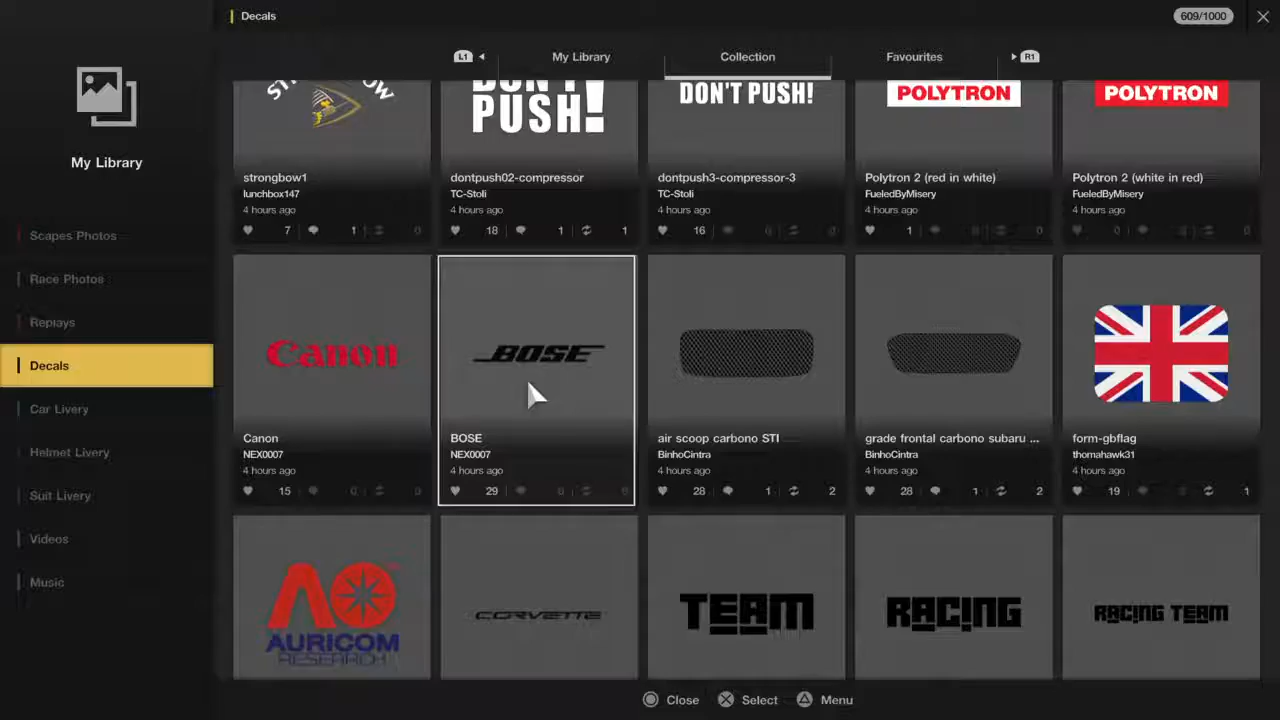 Decals
609/1000
L1
My Library
Collection
Favourites
R1
My Library
Scapes Photos
Race Photos
Replays
Decals
Car Livery
Helmet Livery
Suit Livery
Videos
Music
DON'T PUSH!
DON'T PUSH!
POLYTRON
POLYTRON
strongbow1
lunchbox147
4 hours ago
7 1 0
dontpush02-compressor
TC-Stoli
4 hours ago
18 1 1
dontpush3-compressor-3
TC-Stoli
4 hours ago
16 0 0
Polytron 2 (red in white)
FueledByMisery
4 hours ago
1 0 0
Polytron 2 (white in red)
FueledByMisery
4 hours ago
0 0
Canon
Canon
NEX0007
4 hours ago
15 0 0
BOSE
BOSE
NEX0007
4 hours ago
29 0 0
air scoop carbono STI
BinhoCintra
4 hours ago
28 1 2
grade frontal carbono subaru ...
BinhoCintra
4 hours ago
28 1 2
form-gbflag
thomahawk31
4 hours ago
19 1
AURICOM
RESEARCH
CORVETTE
TEAM
RACING
RACING TEAM
Close
Select
Menu